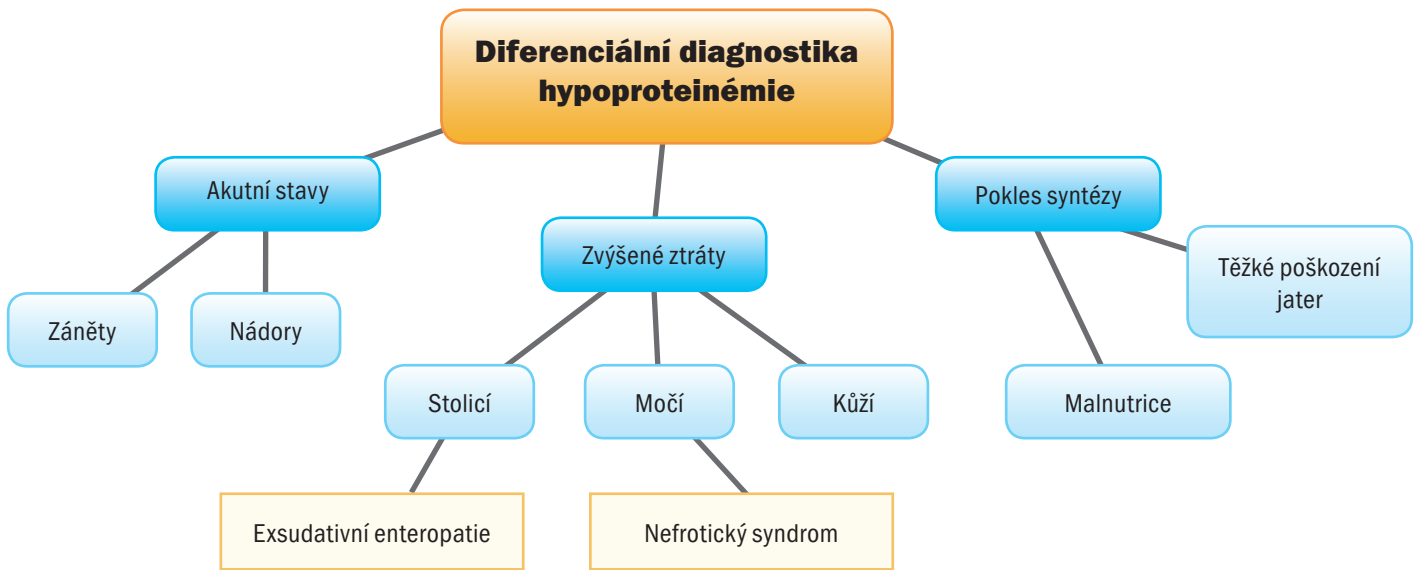 Diferenciální diagnostika
hypoproteinémie
Akutní stavy
Pokles syntézy
Zvýšené ztráty
Těžké poškození
jater
Záněty
Nádory
Stolicí
Močí
Kůží
Malnutrice
Exsudativní enteropatie
Nefrotický syndrom